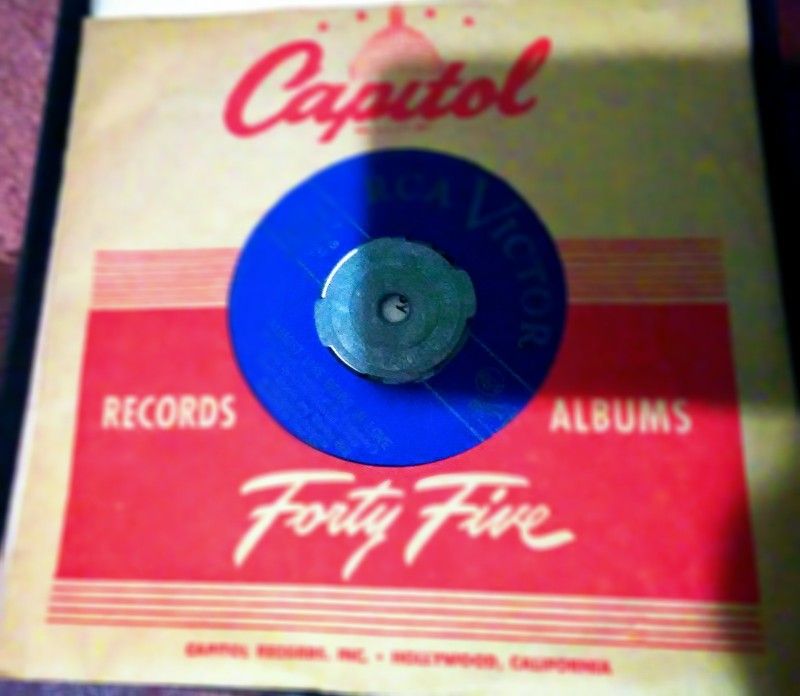 Capitol
RCA VICTOR
RECORDS
ALBUMS
Forty Five
CAPITOL RECORDS, INC. • HOLLYWOOD, CALIFORNIA